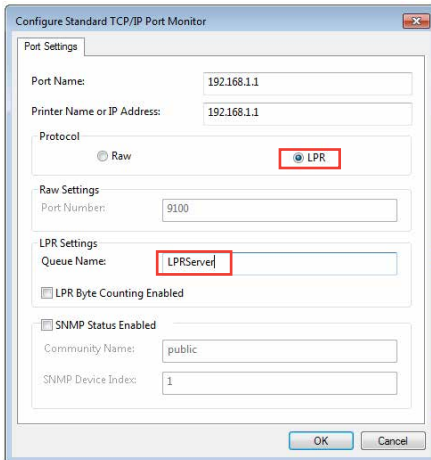 Configure Standard TCP/IP Port Monitor
Port Settings
Port Name: 192.168.1.1
Printer Name or IP Address: 192.168.1.1
Protocol
Raw LPR
Raw Settings
Port Number: 9100
LPR Settings
Queue Name: LPRServer
LPR Byte Counting Enabled
SNMP Status Enabled
Community Name: public
SNMP Device Index: 1
OK Cancel